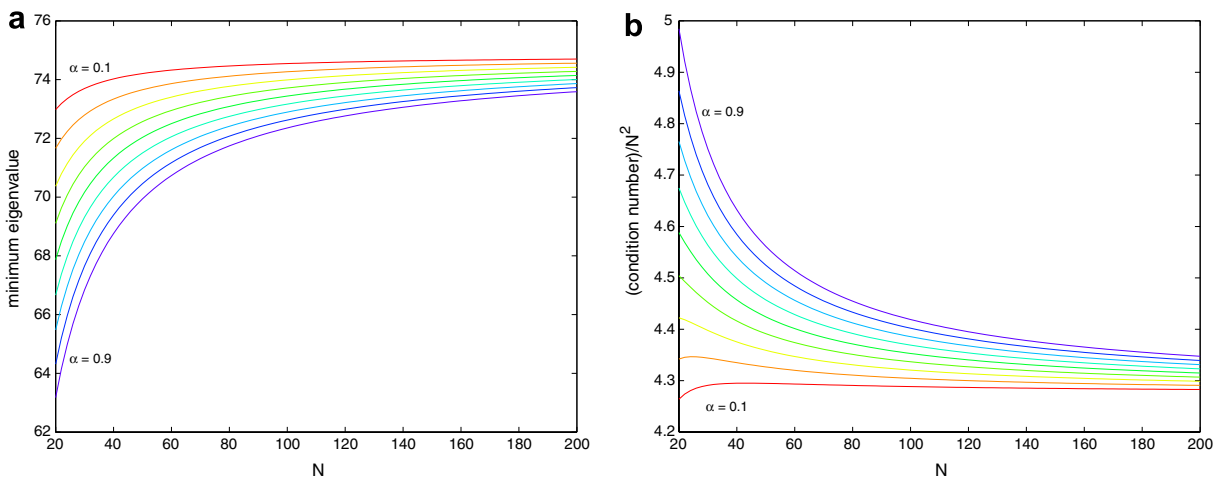 a
76
74
72
70
68
66
64
62
minimum eigenvalue
α = 0.1
α = 0.9
20 40 60 80 100 120 140 160 180 200
N
b
5
4.9
4.8
4.7
4.6
4.5
4.4
4.3
4.2
(condition number)/N²
α = 0.9
α = 0.1
20 40 60 80 100 120 140 160 180 200
N